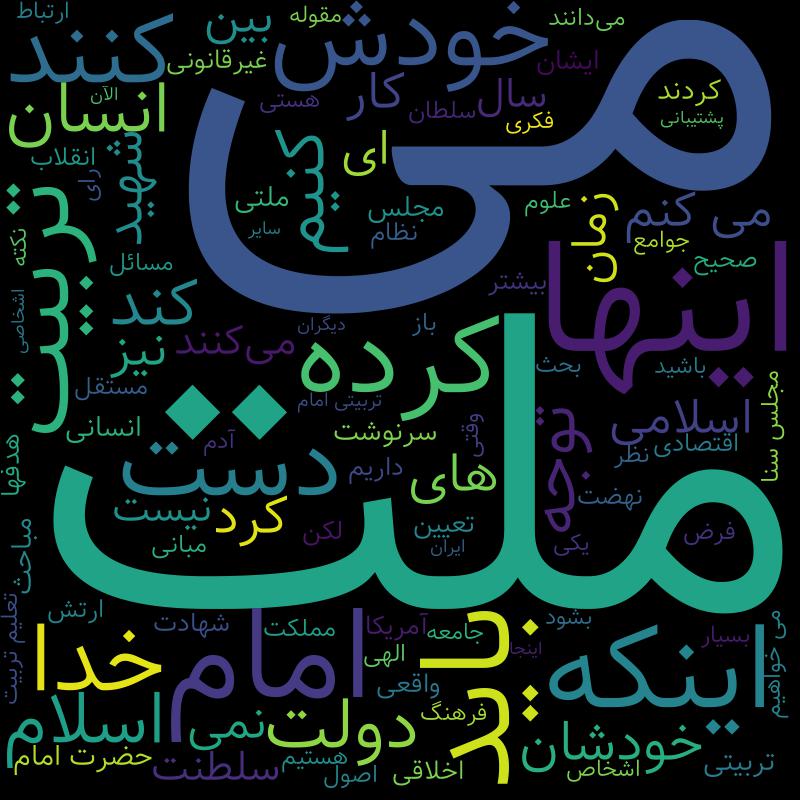 ارتباط
بین
مقوله
خودش
می‌دانند
کنند
غیرقانونی
ایشان
می
انسان
الآن
هستی
کار
سلطان
سال
فکری
کردند
پشتیبانی
انقلاب
رای
شهید
کنیم
ای
ملتی
سایر
مجلس
نظام
علوم
زمان
می کنم
جوامع
صحیح
تربیت
نکته
اشخاصی
مسائل
بیشتر
اینها
کند
نیز
می‌کنند
دیگران
باز
کرده
بحث
باشید
مستقل
تربیتی امام
انسانی
آدم
سرنوشت
وقتی
توجه
اسلامی
اقتصادی
نظر
مجلس سنا
هدفها
دست
داریم
های
نهضت
ملت
نیست
کرد
لکن
تعیین
ایران
مبانی
یکی
فرض
مباحث
تعلیم تربیت
ارتش
شهادت
مملکت
آمریکا
جامعه
الهی
باید
اینجا
بشود
بسیار
می خواهیم
خدا
امام
واقعی
اینکه
اسلام
نمی
دولت
فرهنگ
خودشان
حضرت امام
سلطنت
هستیم
اصول
اخلاقی
اشخاص
تربیتی